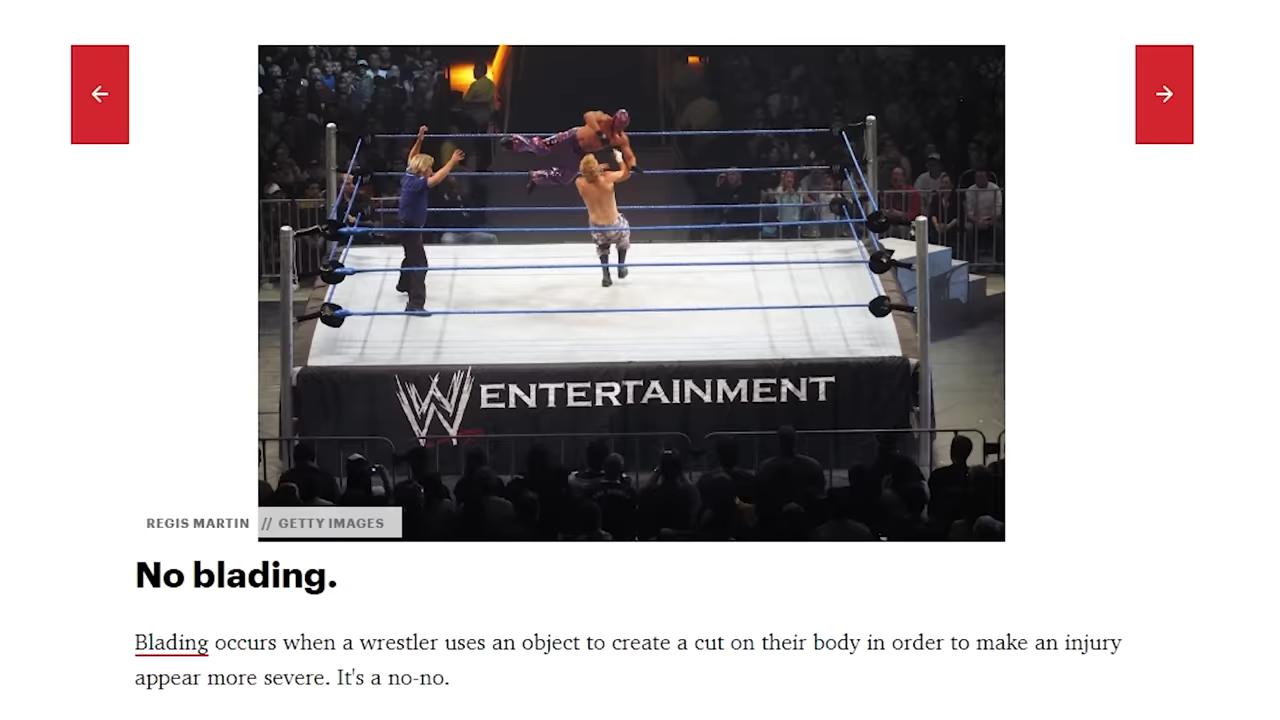 W ENTERTAINMENT
REGIS MARTIN // GETTY IMAGES
No blading.
Blading occurs when a wrestler uses an object to create a cut on their body in order to make an injury
appear more severe. It's a no-no.